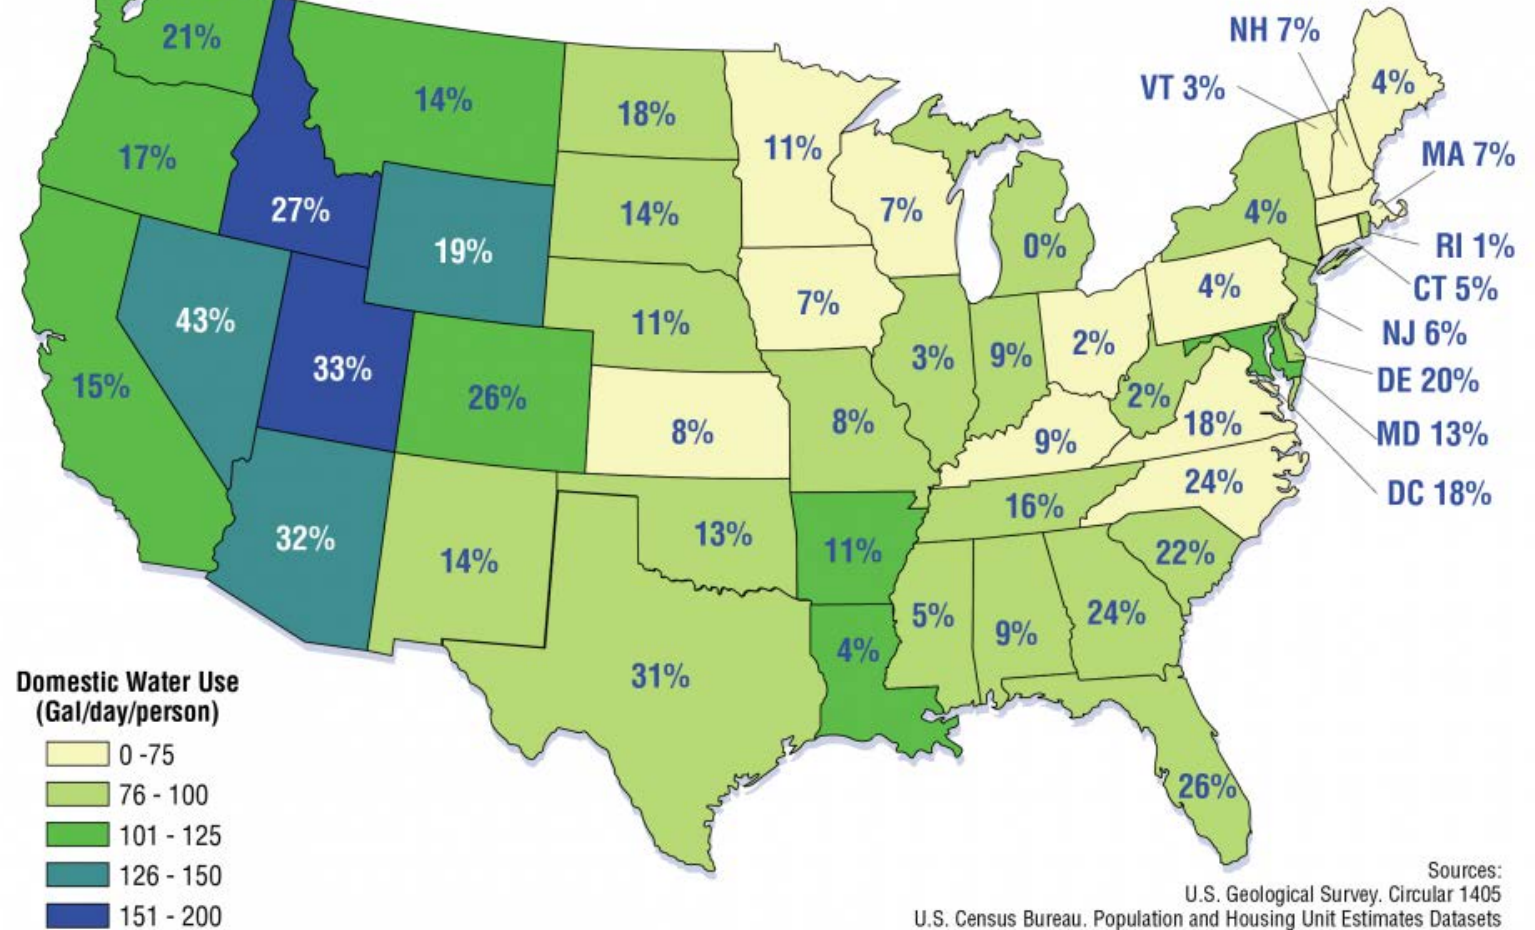 21%
14%
18%
11%
NH 7%
VT 3%
4%
17%
27%
19%
14%
7%
0%
4%
MA 7%
RI 1%
CT 5%
NJ 6%
DE 20%
MD 13%
DC 18%
43%
33%
26%
11%
7%
3%
9%
2%
4%
15%
8%
8%
9%
2%
18%
32%
14%
13%
11%
16%
24%
22%
31%
4%
5%
9%
24%
26%
Domestic Water Use
(Gal/day/person)
0 -75
76 - 100
101 - 125
126 - 150
151 - 200
Sources:
U.S. Geological Survey. Circular 1405
U.S. Census Bureau. Population and Housing Unit Estimates Datasets